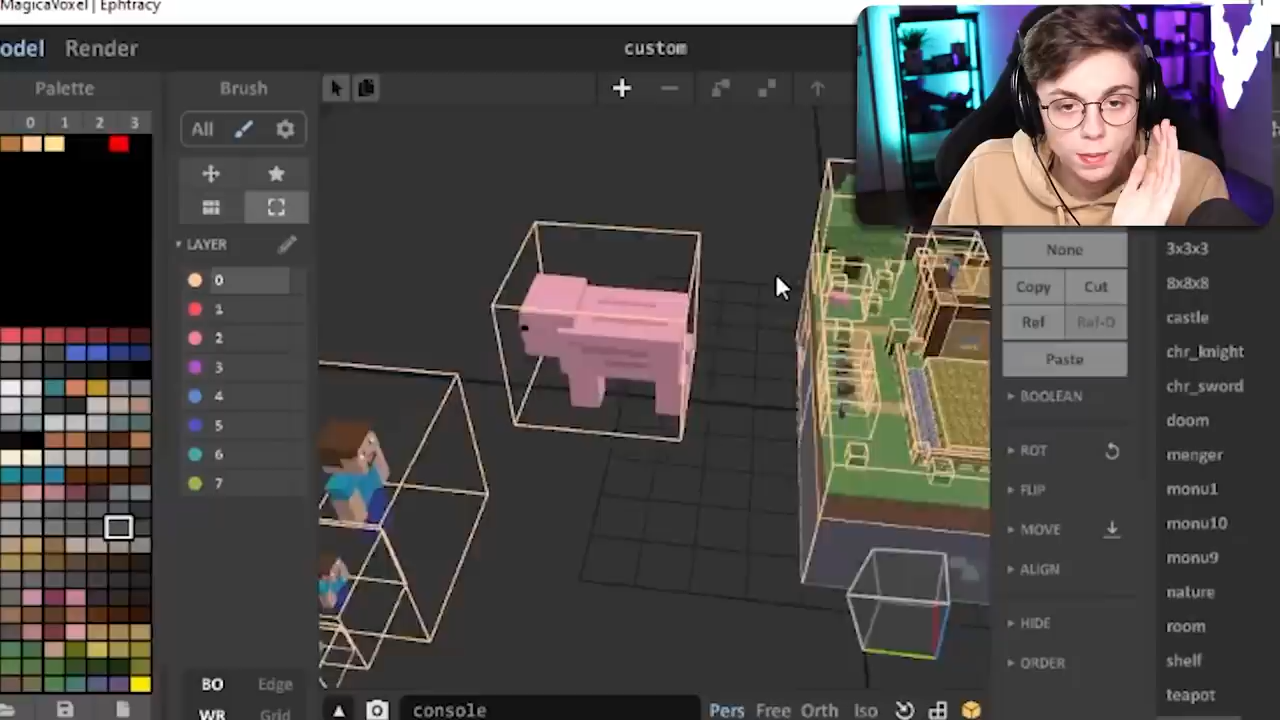 MagicaVoxel | Ephtracy
odel Render
custom
Palette
0 1 2 3
Brush
All
LAYER
0
1
2
3
4
5
6
7
BO Edge
WR Grid
console
Pers Free Orth Iso
None
Copy Cut
Ref Ref-D
Paste
BOOLEAN
ROT
FLIP
MOVE
ALIGN
HIDE
ORDER
3x3x3
8x8x8
castle
chr_knight
chr_sword
doom
menger
monu1
monu10
monu9
nature
room
shelf
teapot